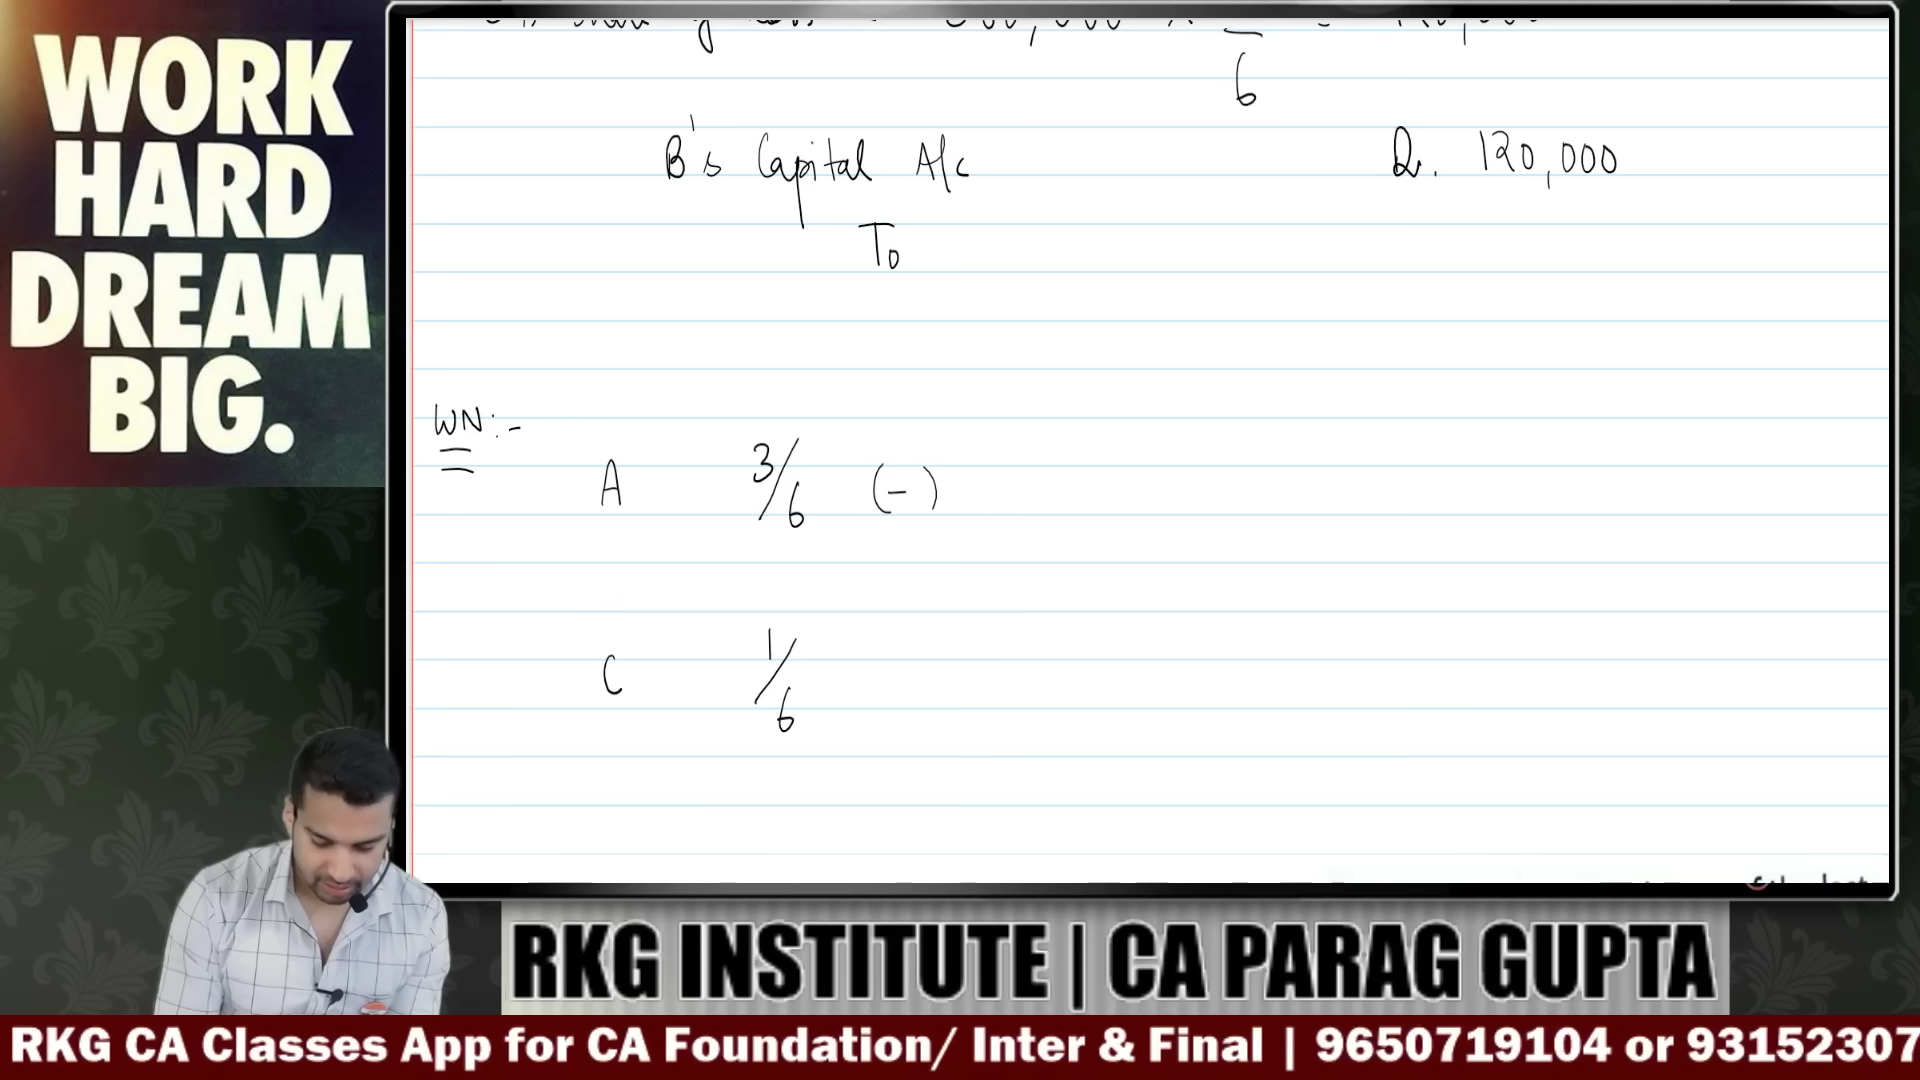 WORK
HARD
DREAM
BIG.
6
B's Capital A/c Dr. 120,000
To
WN:-
A 3/6 (-)
C 1/6
RKG INSTITUTE | CA PARAG GUPTA
RKG CA Classes App for CA Foundation/ Inter & Final | 9650719104 or 93152307